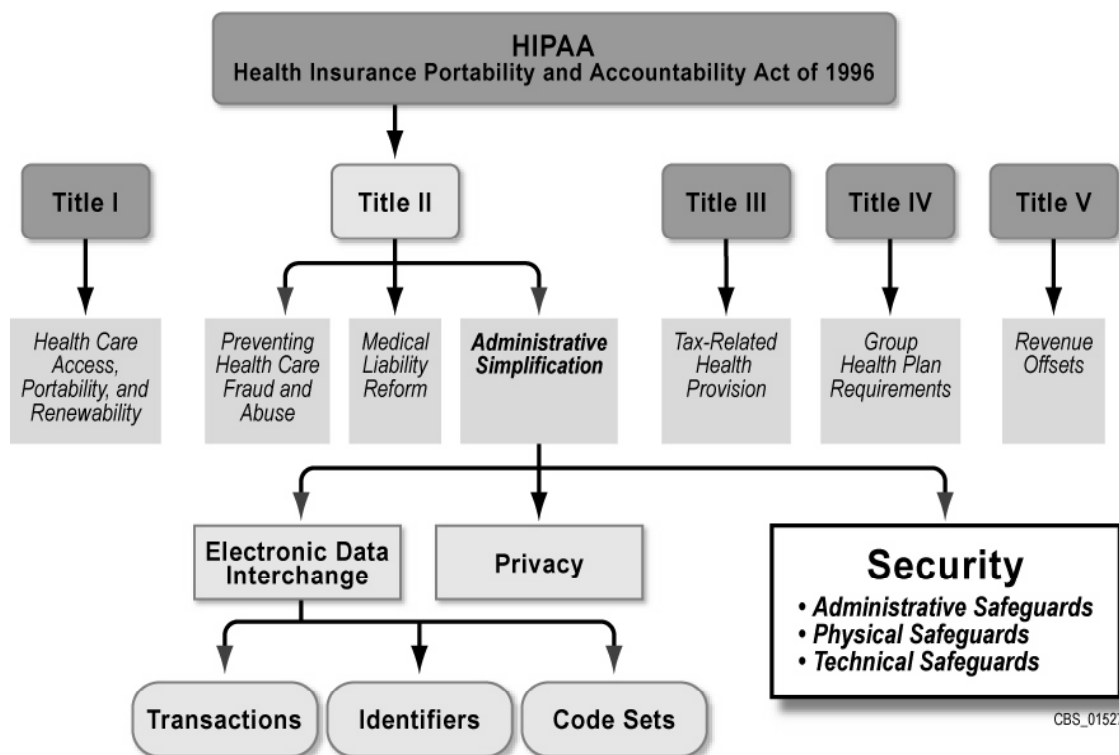 HIPAA
Health Insurance Portability and Accountability Act of 1996
Title I
Title II
Title III
Title IV
Title V
Health Care
Access,
Portability, and
Renewability
Preventing
Health Care
Fraud and
Abuse
Medical
Liability
Reform
Administrative
Simplification
Tax-Related
Health
Provision
Group
Health Plan
Requirements
Revenue
Offsets
Electronic Data
Interchange
Privacy
Security
• Administrative Safeguards
• Physical Safeguards
• Technical Safeguards
Transactions
Identifiers
Code Sets